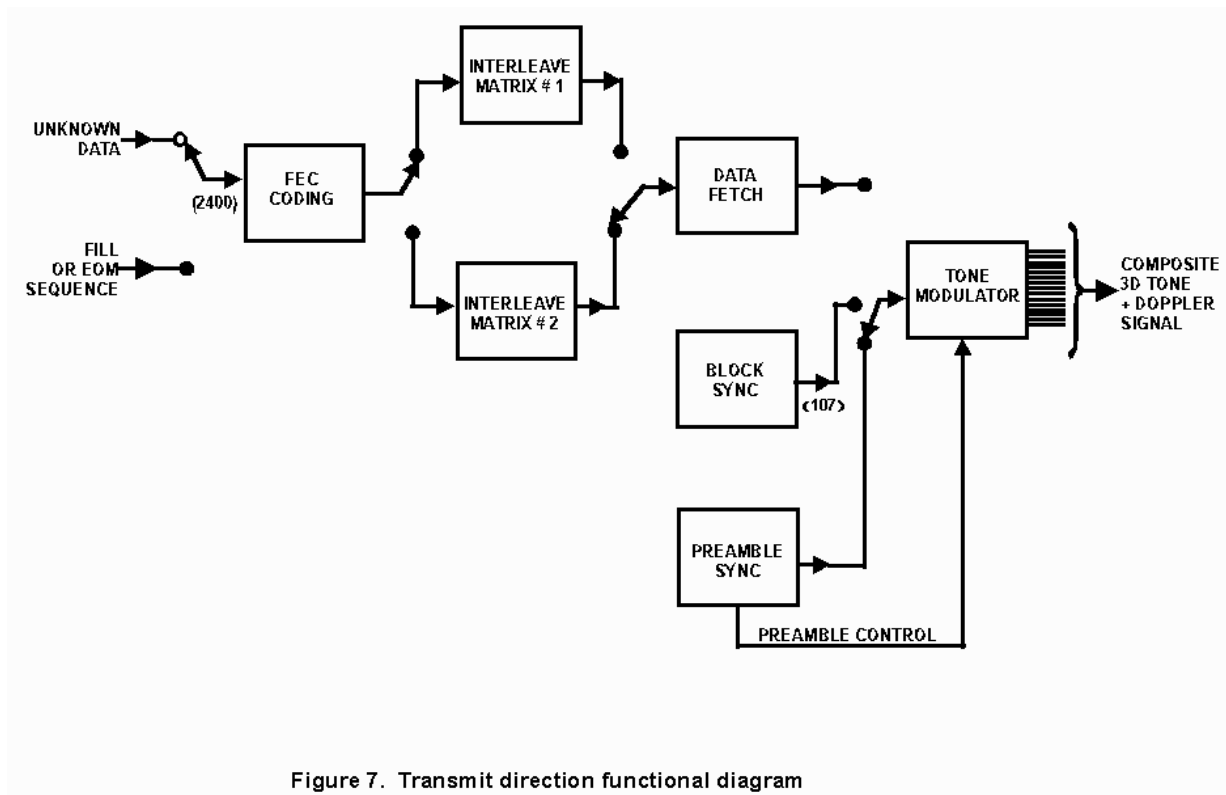 INTERLEAVE
MATRIX # 1
UNKNOWN
DATA
(2400)
FEC
CODING
DATA
FETCH
FILL
OR EOM
SEQUENCE
INTERLEAVE
MATRIX # 2
TONE
MODULATOR
COMPOSITE
3D TONE
+ DOPPLER
SIGNAL
BLOCK
SYNC
(107)
PREAMBLE
SYNC
PREAMBLE CONTROL
Figure 7. Transmit direction functional diagram